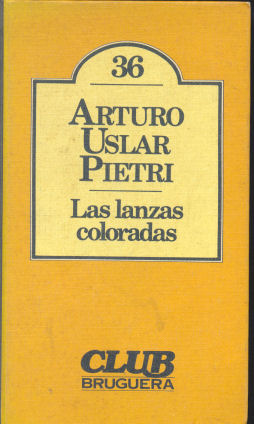 36
ARTURO
USLAR
PIETRI
Las lanzas
coloradas
CLUB
BRUGUERA